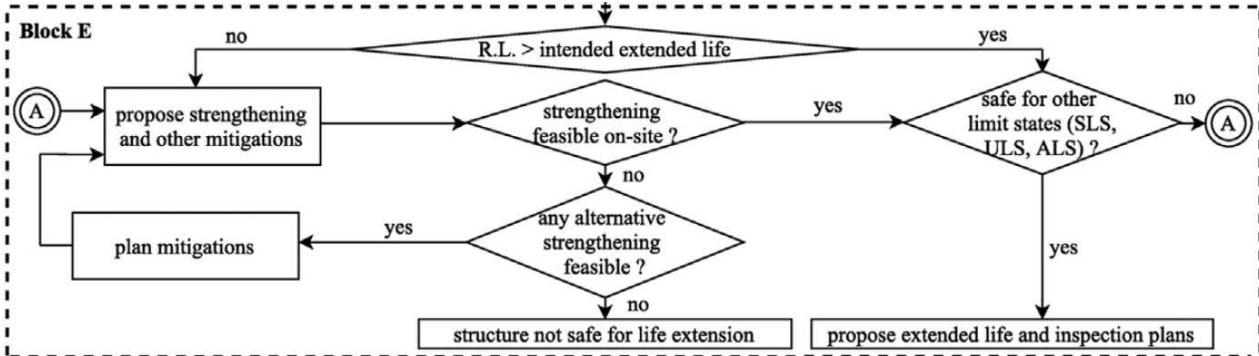 Block E
no
R.L. > intended extended life
yes
A
propose strengthening
and other mitigations
strengthening
feasible on-site ?
yes
safe for other
limit states (SLS,
ULS, ALS) ?
no
A
no
plan mitigations
yes
any alternative
strengthening
feasible ?
yes
no
structure not safe for life extension
propose extended life and inspection plans